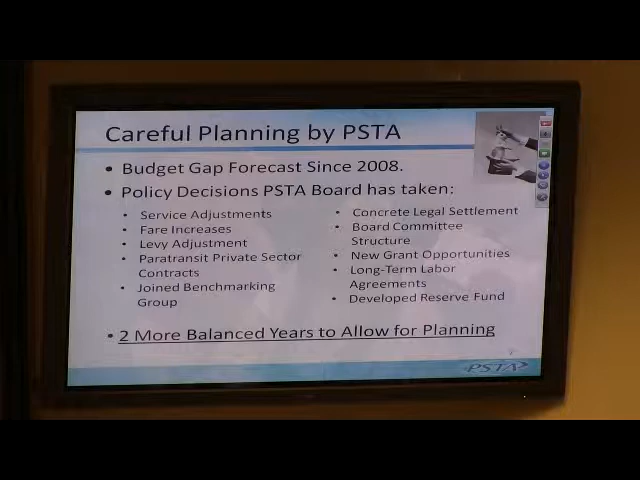 Careful Planning by PSTA
• Budget Gap Forecast Since 2008.
• Policy Decisions PSTA Board has taken:
• Service Adjustments
• Fare Increases
• Levy Adjustment
• Paratransit Private Sector
Contracts
• Joined Benchmarking
Group
• Concrete Legal Settlement
• Board Committee
Structure
• New Grant Opportunities
• Long-Term Labor
Agreements
• Developed Reserve Fund
• 2 More Balanced Years to Allow for Planning
PSTA